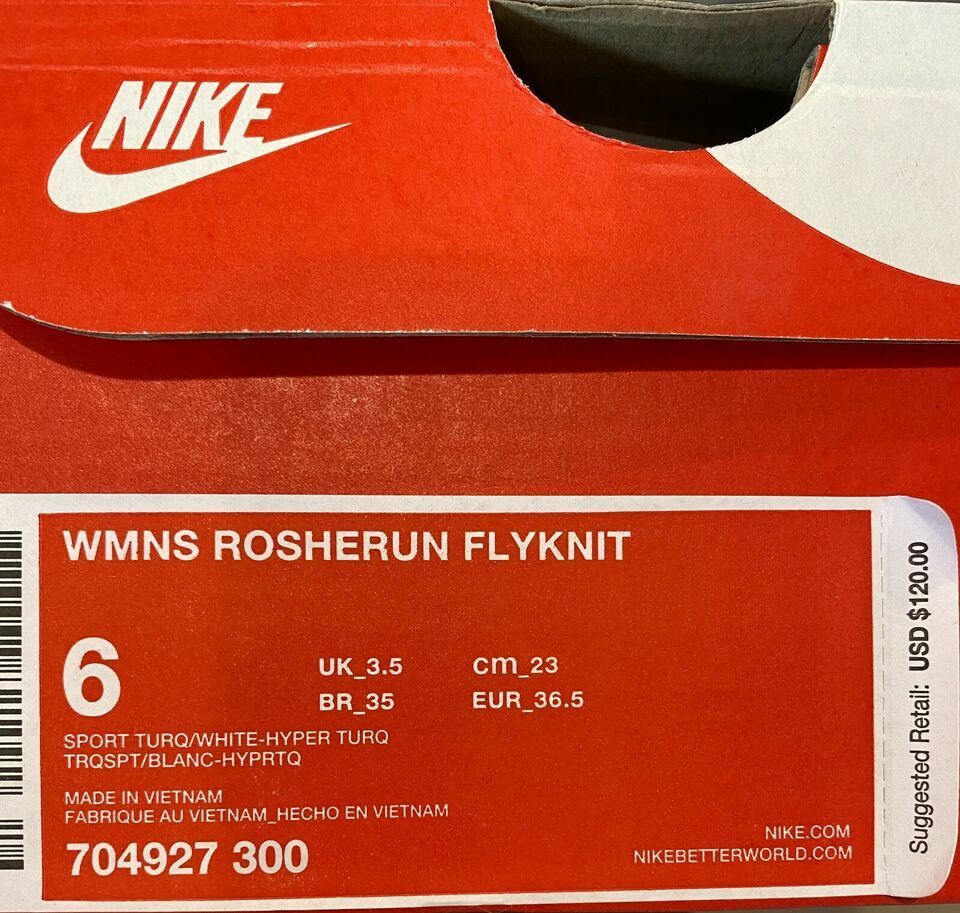 NIKE
WMNS ROSHERUN FLYKNIT
6
UK_3.5
cm_23
BR_35
EUR_36.5
SPORT TURQ/WHITE-HYPER TURQ
TRQSPT/BLANC-HYPRTQ
MADE IN VIETNAM
FABRIQUE AU VIETNAM_HECHO EN VIETNAM
704927 300
NIKE.COM
NIKEBETTERWORLD.COM
Suggested Retail: USD $120.00